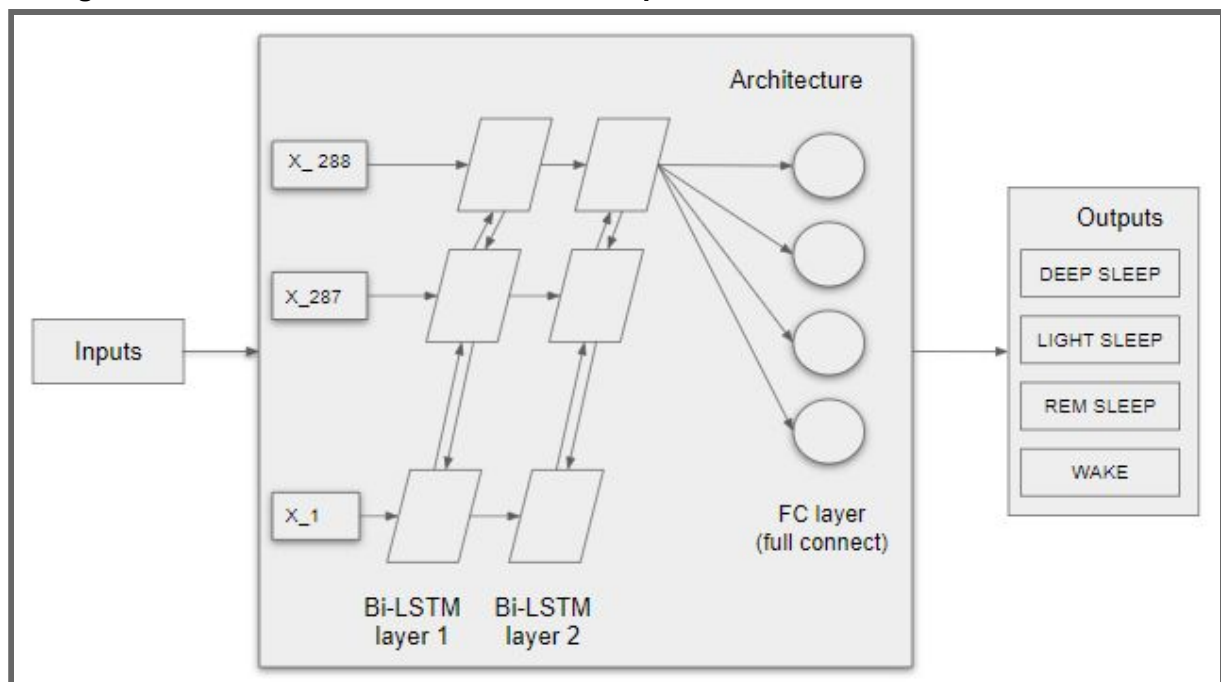 Architecture
X_ 288
X_287
X_1
Inputs
Bi-LSTM
layer 1
Bi-LSTM
layer 2
FC layer
(full connect)
Outputs
DEEP SLEEP
LIGHT SLEEP
REM SLEEP
WAKE